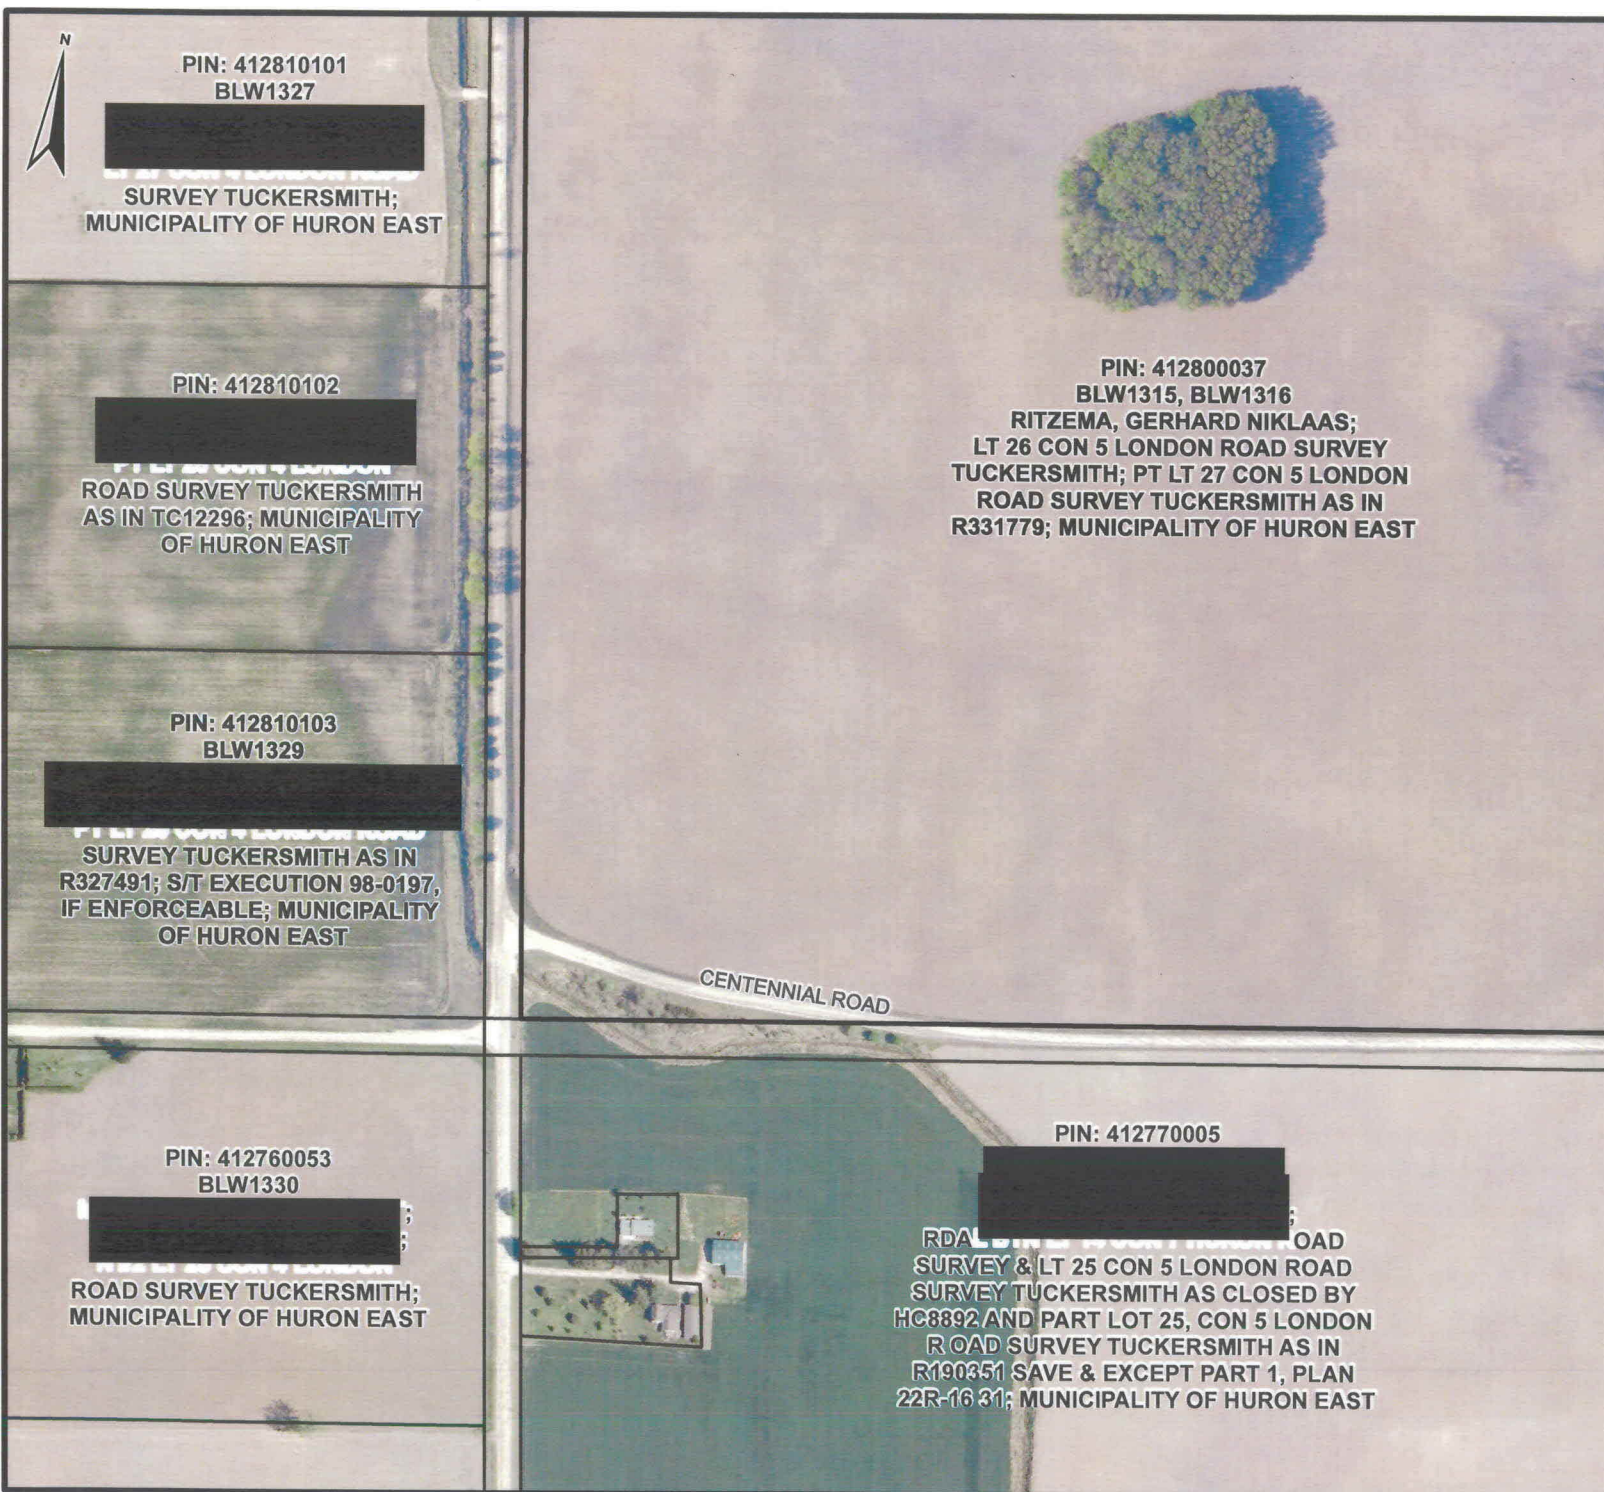 N
PIN: 412810101
BLW1327
SURVEY TUCKERSMITH;
MUNICIPALITY OF HURON EAST
PIN: 412810102
ROAD SURVEY TUCKERSMITH
AS IN TC12296; MUNICIPALITY
OF HURON EAST
PIN: 412800037
BLW1315, BLW1316
RITZEMA, GERHARD NIKLAAS;
LT 26 CON 5 LONDON ROAD SURVEY
TUCKERSMITH; PT LT 27 CON 5 LONDON
ROAD SURVEY TUCKERSMITH AS IN
R331779; MUNICIPALITY OF HURON EAST
PIN: 412810103
BLW1329
SURVEY TUCKERSMITH AS IN
R327491; S/T EXECUTION 98-0197,
IF ENFORCEABLE; MUNICIPALITY
OF HURON EAST
CENTENNIAL ROAD
PIN: 412760053
BLW1330
;
;
ROAD SURVEY TUCKERSMITH;
MUNICIPALITY OF HURON EAST
PIN: 412770005
;
RDAL OAD
SURVEY & LT 25 CON 5 LONDON ROAD
SURVEY TUCKERSMITH AS CLOSED BY
HC8892 AND PART LOT 25, CON 5 LONDON
R OAD SURVEY TUCKERSMITH AS IN
R190351 SAVE & EXCEPT PART 1, PLAN
22R-16 31; MUNICIPALITY OF HURON EAST